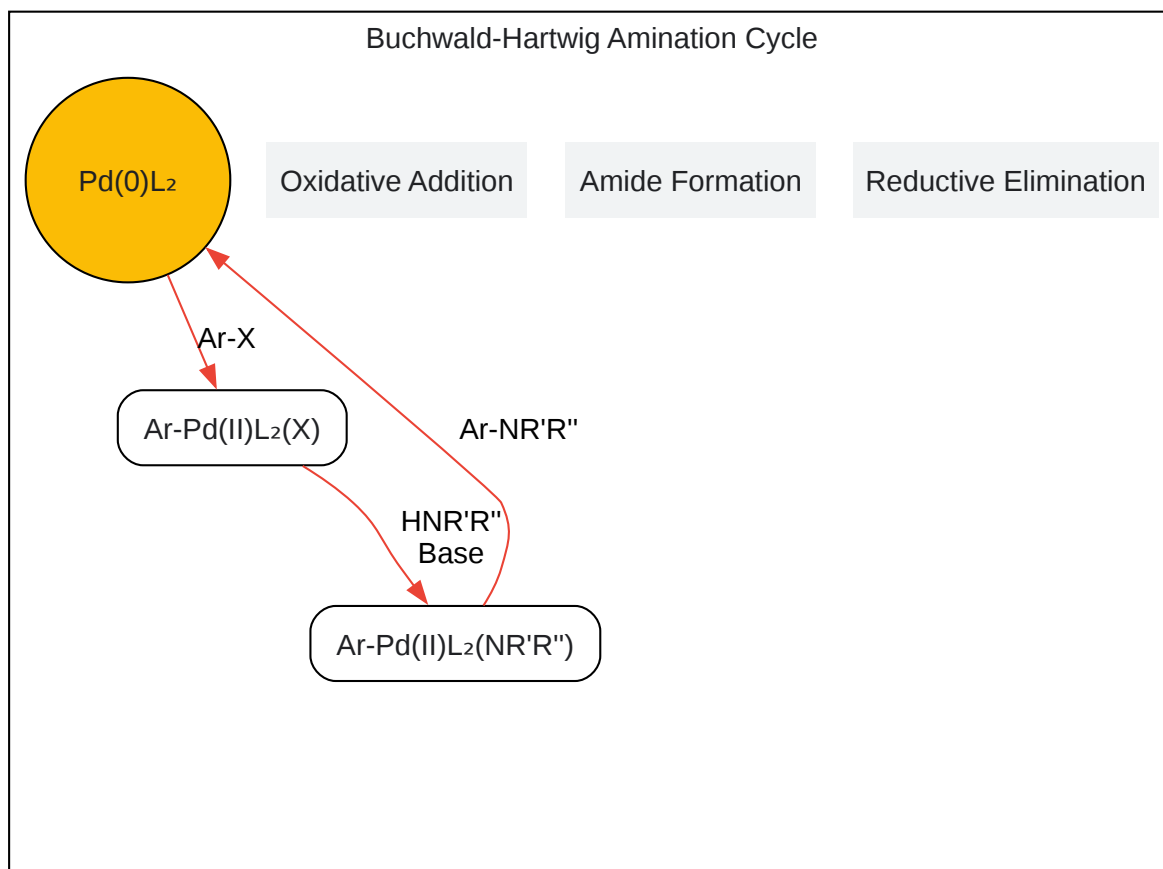 Buchwald-Hartwig Amination Cycle
Pd(0)L₂
Oxidative Addition
Amide Formation
Reductive Elimination
Ar-X
Ar-Pd(II)L₂(X)
Ar-NR'R''
HNR'R''
Base
Ar-Pd(II)L₂(NR'R'')